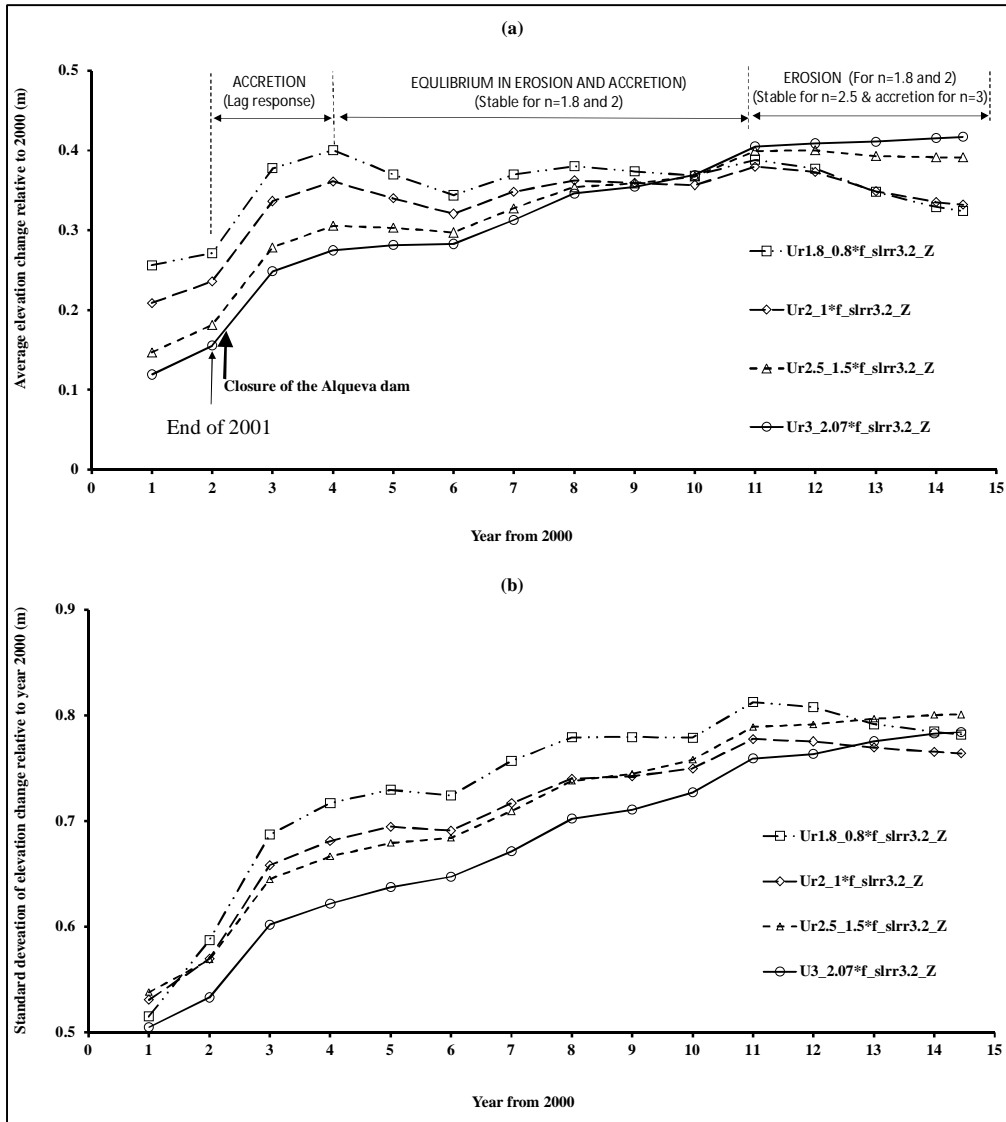 (a)
Average elevation change relative to 2000 (m)
0.5
0.4
0.3
0.2
0.1
0
ACCRETION
(Lag response)
EQULIBRIUM IN EROSION AND ACCRETION)
(Stable for n=1.8 and 2)
EROSION (For n=1.8 and 2)
(Stable for n=2.5 & accretion for n=3)
Ur1.8_0.8*f_slrr3.2_Z
Ur2_1*f_slrr3.2_Z
Ur2.5_1.5*f_slrr3.2_Z
Ur3_2.07*f_slrr3.2_Z
Closure of the Alqueva dam
End of 2001
0 1 2 3 4 5 6 7 8 9 10 11 12 13 14 15
Year from 2000
(b)
Standard deveation of elevation change relative to year 2000 (m)
0.9
0.8
0.7
0.6
0.5
Ur1.8_0.8*f_slrr3.2_Z
Ur2_1*f_slrr3.2_Z
Ur2.5_1.5*f_slrr3.2_Z
U3_2.07*f_slrr3.2_Z
0 1 2 3 4 5 6 7 8 9 10 11 12 13 14 15
Year from 2000